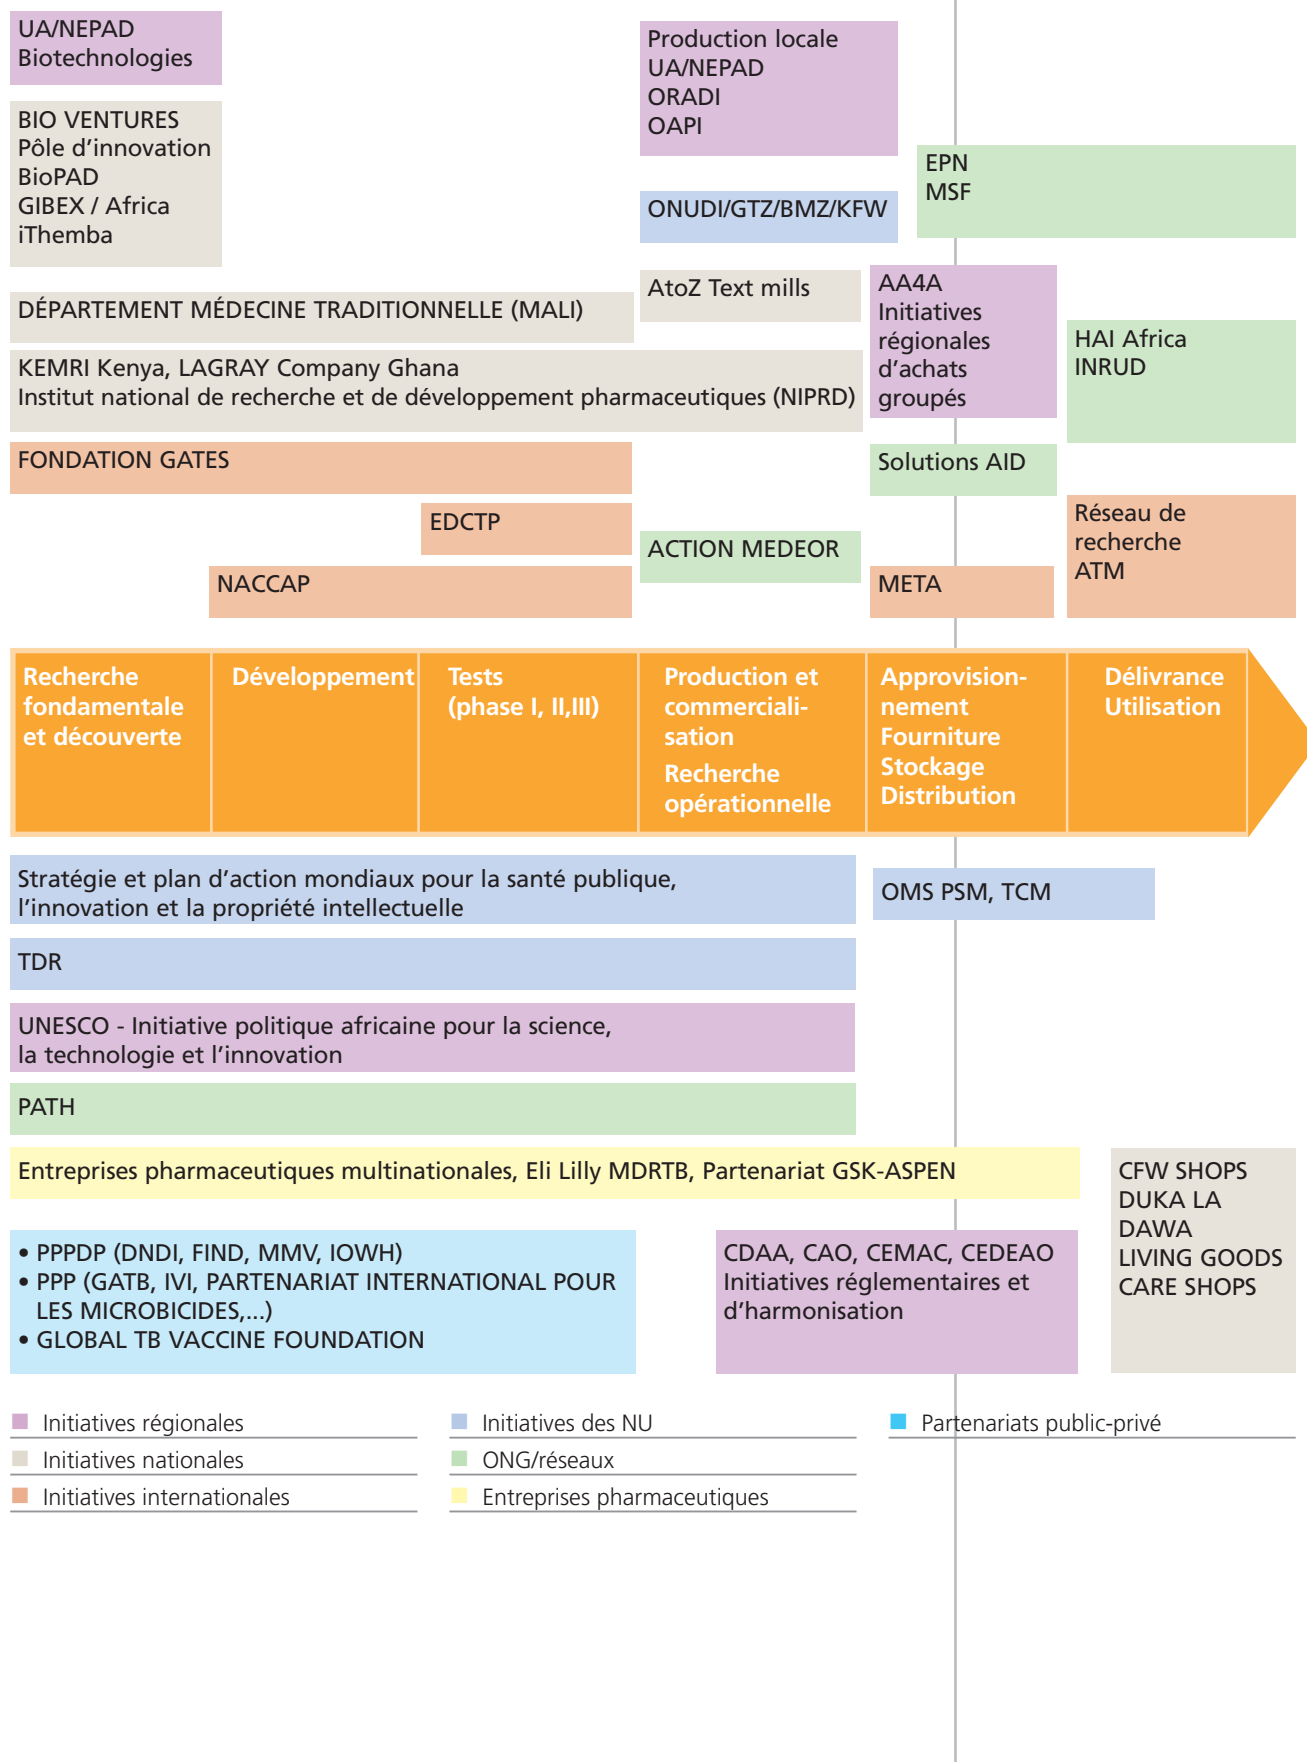 UA/NEPAD
Biotechnologies
BIO VENTURES
Pôle d’innovation
BioPAD
GIBEX / Africa
iThemba
Production locale
UA/NEPAD
ORADI
OAPI
EPN
MSF
ONUDI/GTZ/BMZ/KFW
AtoZ Text mills
AA4A
Initiatives
régionales
d’achats
groupés
DÉPARTEMENT MÉDECINE TRADITIONNELLE (MALI)
HAI Africa
INRUD
KEMRI Kenya, LAGRAY Company Ghana
Institut national de recherche et de développement pharmaceutiques (NIPRD)
FONDATION GATES
Solutions AID
EDCTP
Réseau de
recherche
ATM
ACTION MEDEOR
NACCAP
META
Recherche
fondamentale
et découverte
Développement
Tests
(phase I, II,III)
Production et
commerciali-
sation
Recherche
opérationnelle
Approvision-
nement
Fourniture
Stockage
Distribution
Délivrance
Utilisation
Stratégie et plan d’action mondiaux pour la santé publique,
l’innovation et la propriété intellectuelle
OMS PSM, TCM
TDR
UNESCO - Initiative politique africaine pour la science,
la technologie et l’innovation
PATH
Entreprises pharmaceutiques multinationales, Eli Lilly MDRTB, Partenariat GSK-ASPEN
CFW SHOPS
DUKA LA
DAWA
LIVING GOODS
CARE SHOPS
• PPPDP (DNDI, FIND, MMV, IOWH)
• PPP (GATB, IVI, PARTENARIAT INTERNATIONAL POUR
LES MICROBICIDES,...)
• GLOBAL TB VACCINE FOUNDATION
CDAA, CAO, CEMAC, CEDEAO
Initiatives réglementaires et
d’harmonisation
Initiatives régionales
Initiatives nationales
Initiatives internationales
Initiatives des NU
ONG/réseaux
Entreprises pharmaceutiques
Partenariats public-privé